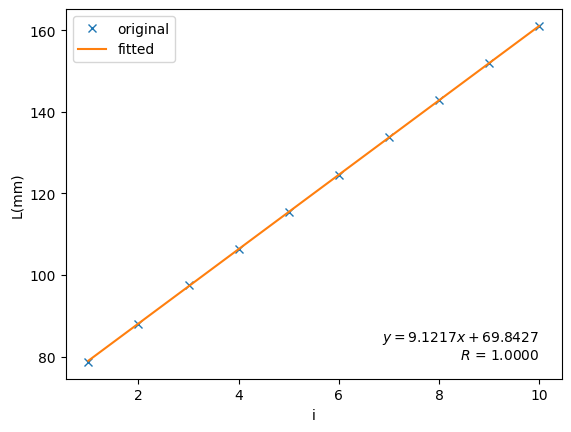 original
fitted
160
140
120
100
80
L(mm)
y = 9.1217x + 69.8427
R = 1.0000
2
4
6
8
10
i